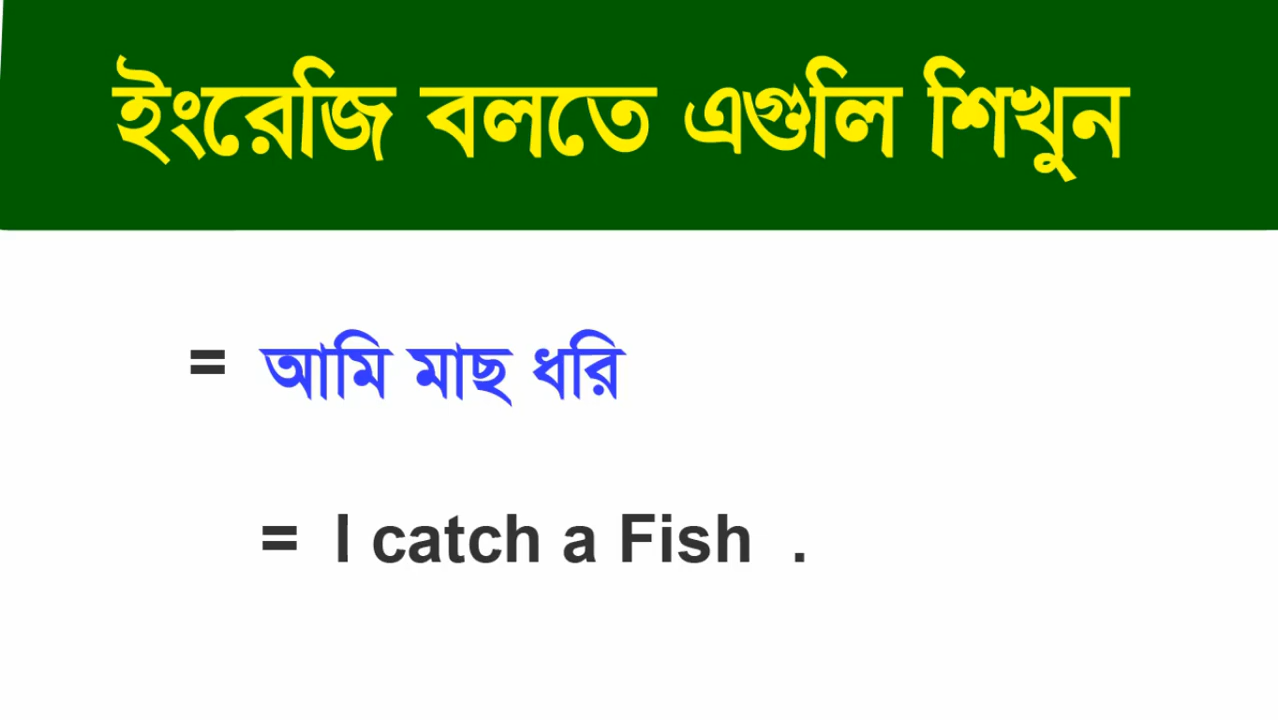 ইংরেজি বলতে এগুলি শিখুন
= আমি মাছ ধরি
= I catch a Fish .